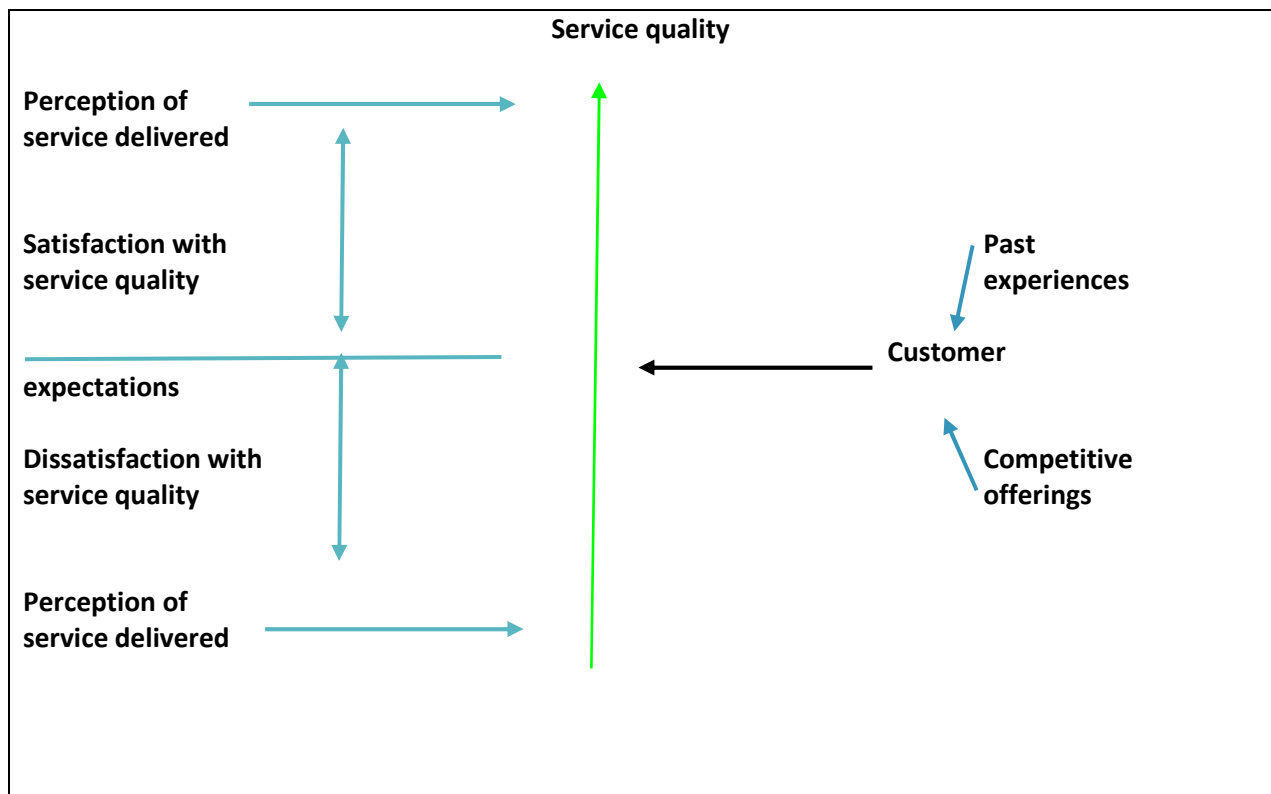 Service quality
Perception of
service delivered
Satisfaction with
service quality
Past
experiences
Customer
expectations
Dissatisfaction with
service quality
Competitive
offerings
Perception of
service delivered